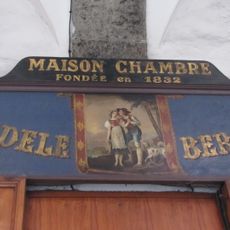 MAISON CHAMBRE
FONDÉE en 1832
DELE BER